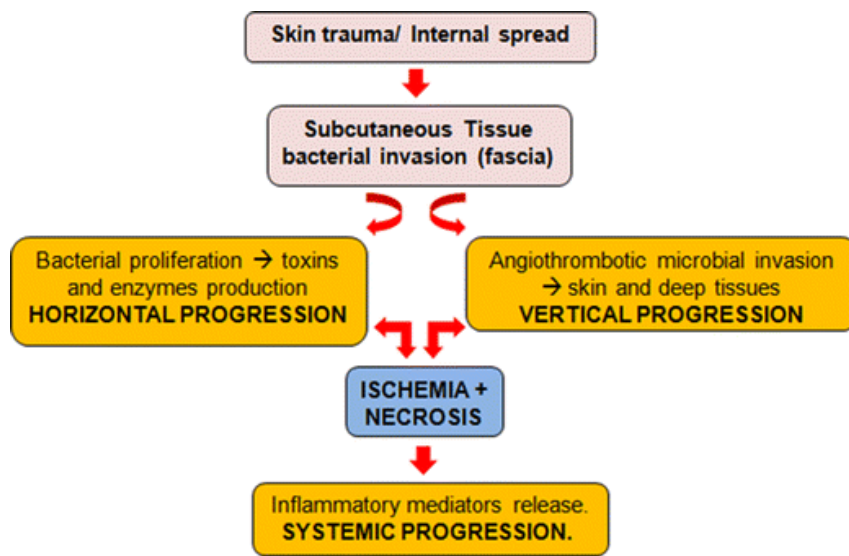 Skin trauma/ Internal spread
Subcutaneous Tissue
bacterial invasion (fascia)
Bacterial proliferation → toxins
and enzymes production
HORIZONTAL PROGRESSION
Angiothrombotic microbial invasion
→ skin and deep tissues
VERTICAL PROGRESSION
ISCHEMIA +
NECROSIS
Inflammatory mediators release.
SYSTEMIC PROGRESSION.